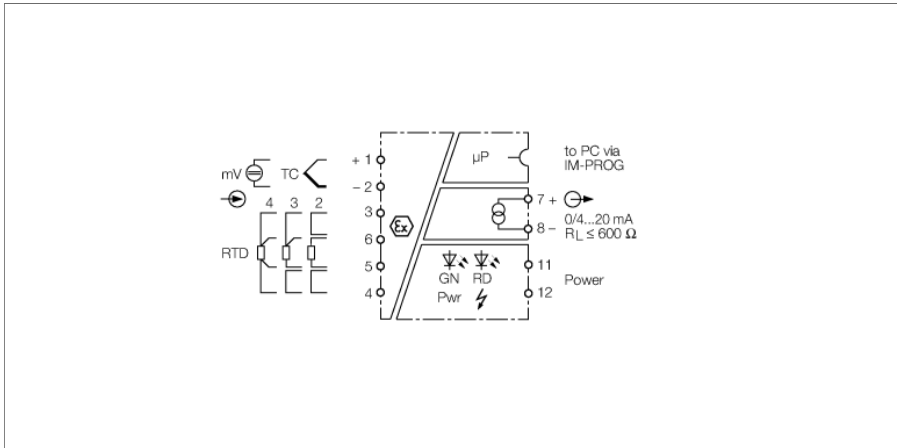 mV
TC
4 3 2
RTD
+ 1
− 2
3
6
5
4
Ex
µP
to PC via
IM-PROG
7 +
0/4...20 mA
8 −
RL ≤ 600 Ω
GN RD
Pwr
11
Power
12